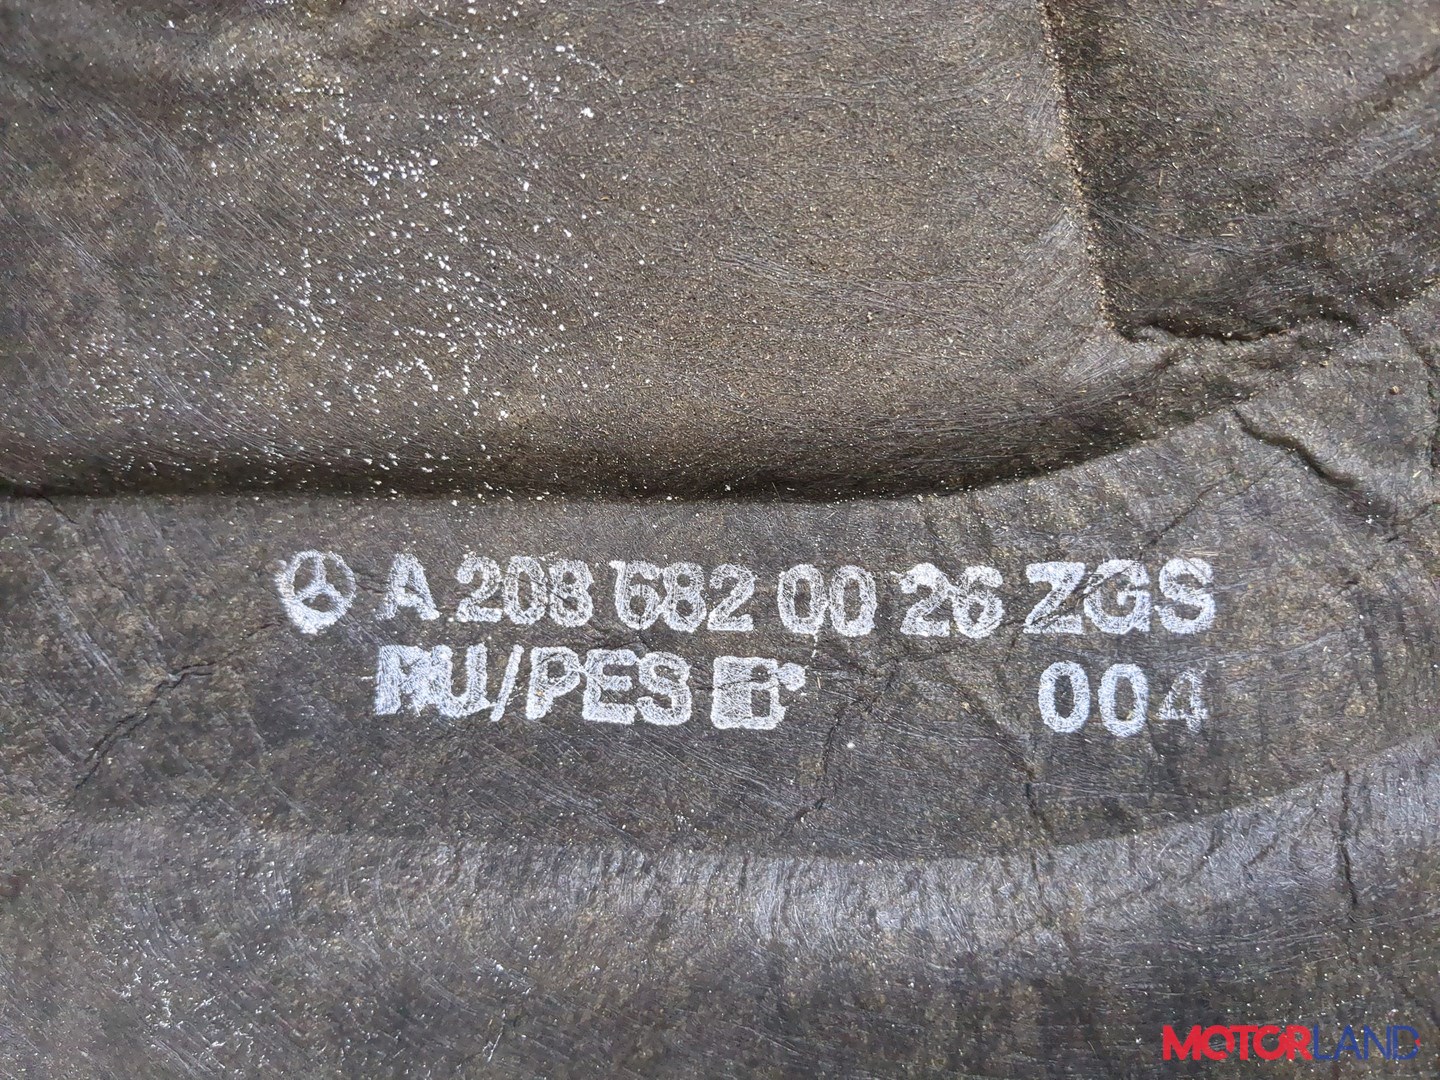 A 208 682 00 26 ZGS
PU/PES
004
MOTORLAND